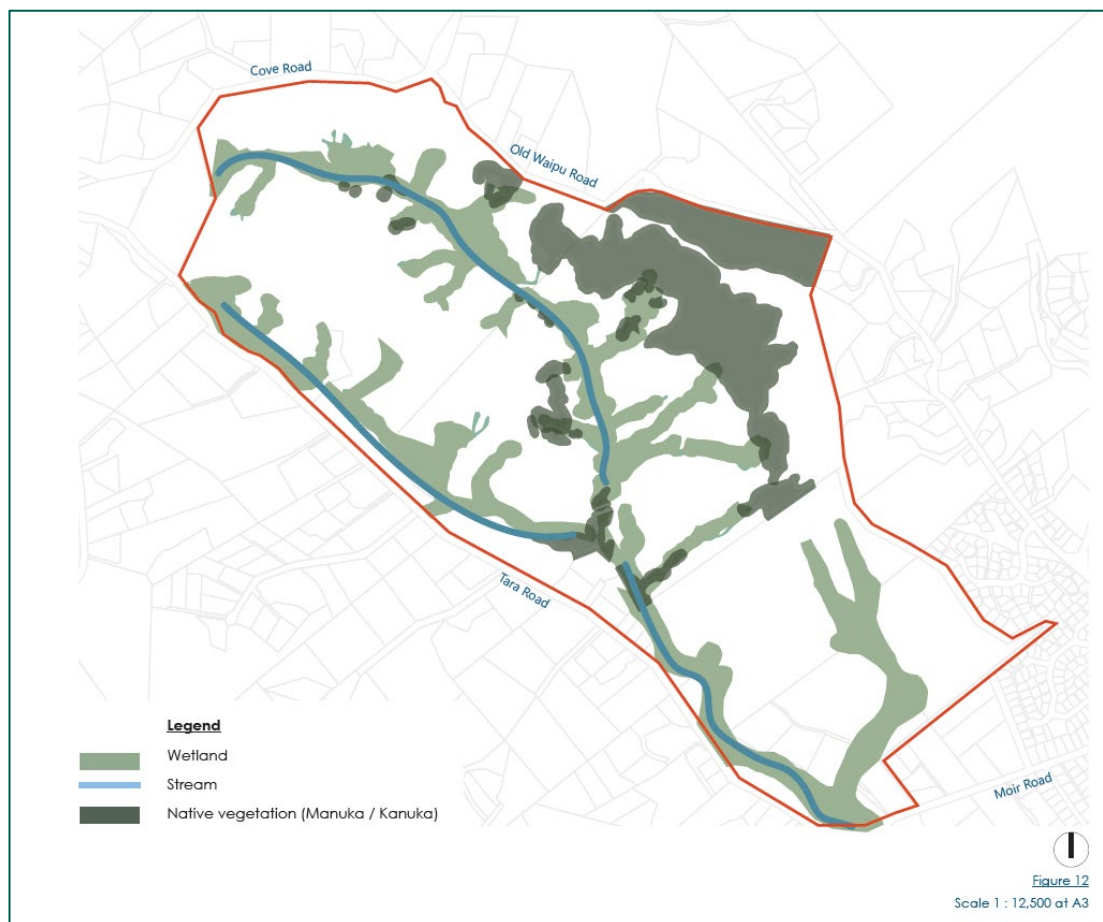 Cove Road
Old Waipu Road
Tara Road
Moir Road
Legend
Wetland
Stream
Native vegetation (Manuka / Kanuka)
Figure 12
Scale 1 : 12,500 at A3